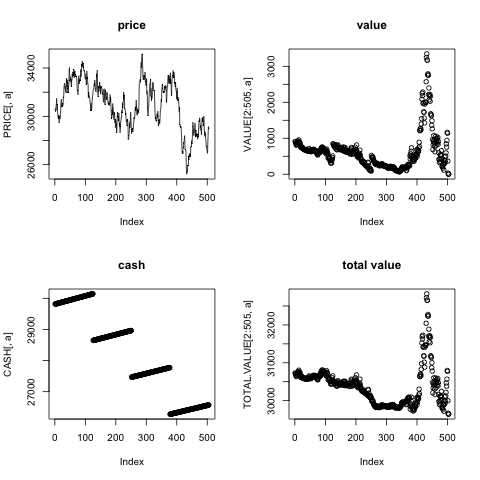 price
PRICE[, a]
34000
30000
26000
0 100 200 300 400 500
Index
value
VALUE[2:505, a]
3000
2000
1000
0
0 100 200 300 400 500
Index
cash
CASH[, a]
29000
27000
0 100 200 300 400 500
Index
total value
TOTAL.VALUE[2:505, a]
32000
31000
30000
0 100 200 300 400 500
Index